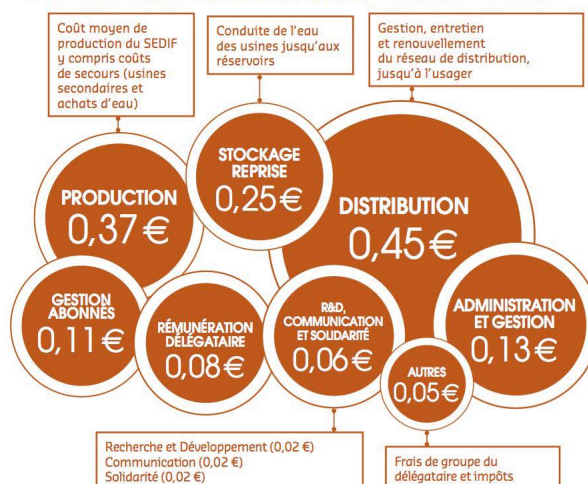 Coût moyen de
production du SEDIF
y compris coûts
de secours (usines
secondaires et
achats d'eau)
Conduite de l'eau
des usines jusqu'aux
réservoirs
Gestion, entretien
et renouvellement
du réseau de distribution,
jusqu'à l'usager
PRODUCTION
0,37 €
STOCKAGE
REPRISE
0,25 €
DISTRIBUTION
0,45 €
GESTION
ABONNÉS
0,11 €
RÉMUNÉRATION
DÉLÉGATAIRE
0,08 €
R&D,
COMMUNICATION
ET SOLIDARITÉ
0,06 €
AUTRES
0,05 €
ADMINISTRATION
ET GESTION
0,13 €
Recherche et Développement (0,02 €)
Communication (0,02 €)
Solidarité (0,02 €)
Frais de groupe du
délégataire et impôts